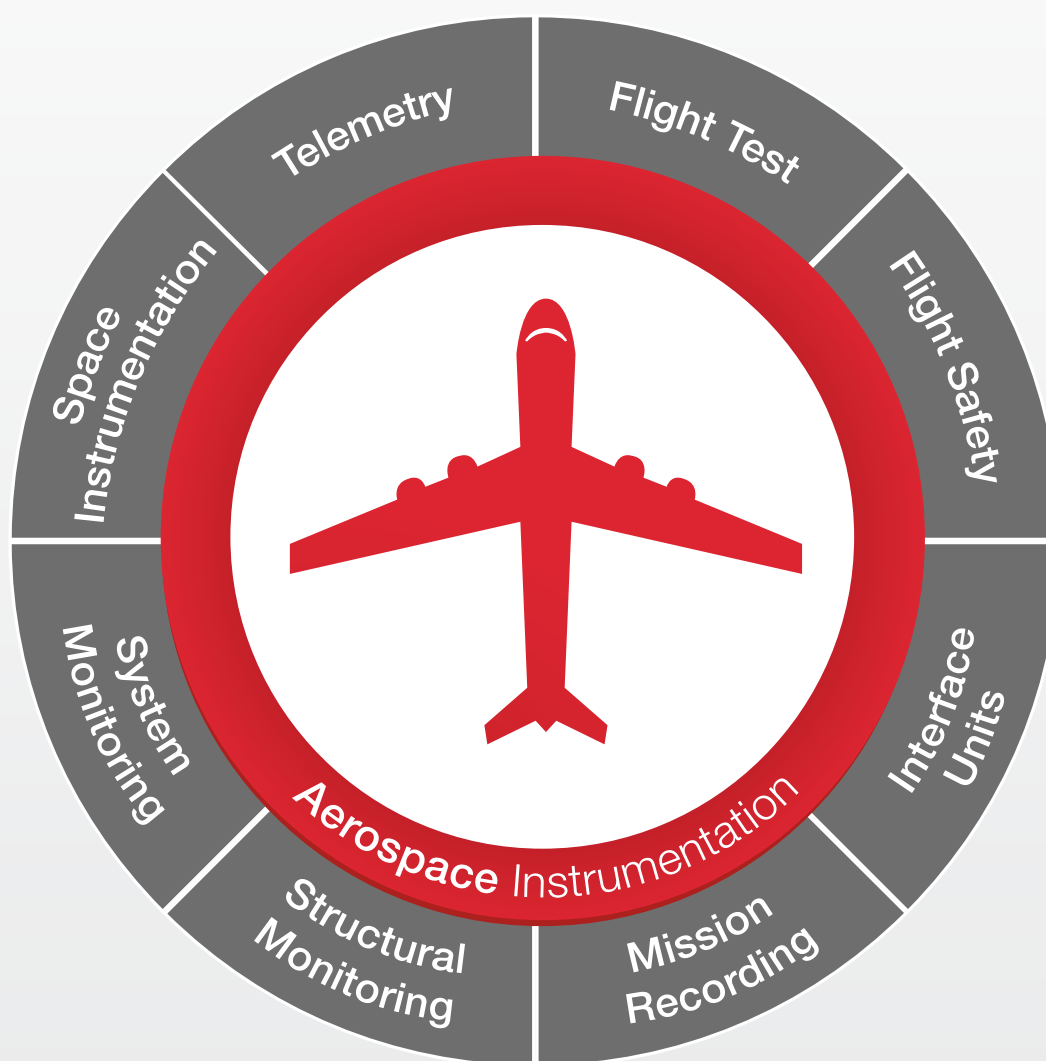 Telemetry
Flight Test
Flight Safety
Interface
Units
Mission
Recording
Structural
Monitoring
System
Monitoring
Space
Instrumentation
Aerospace Instrumentation